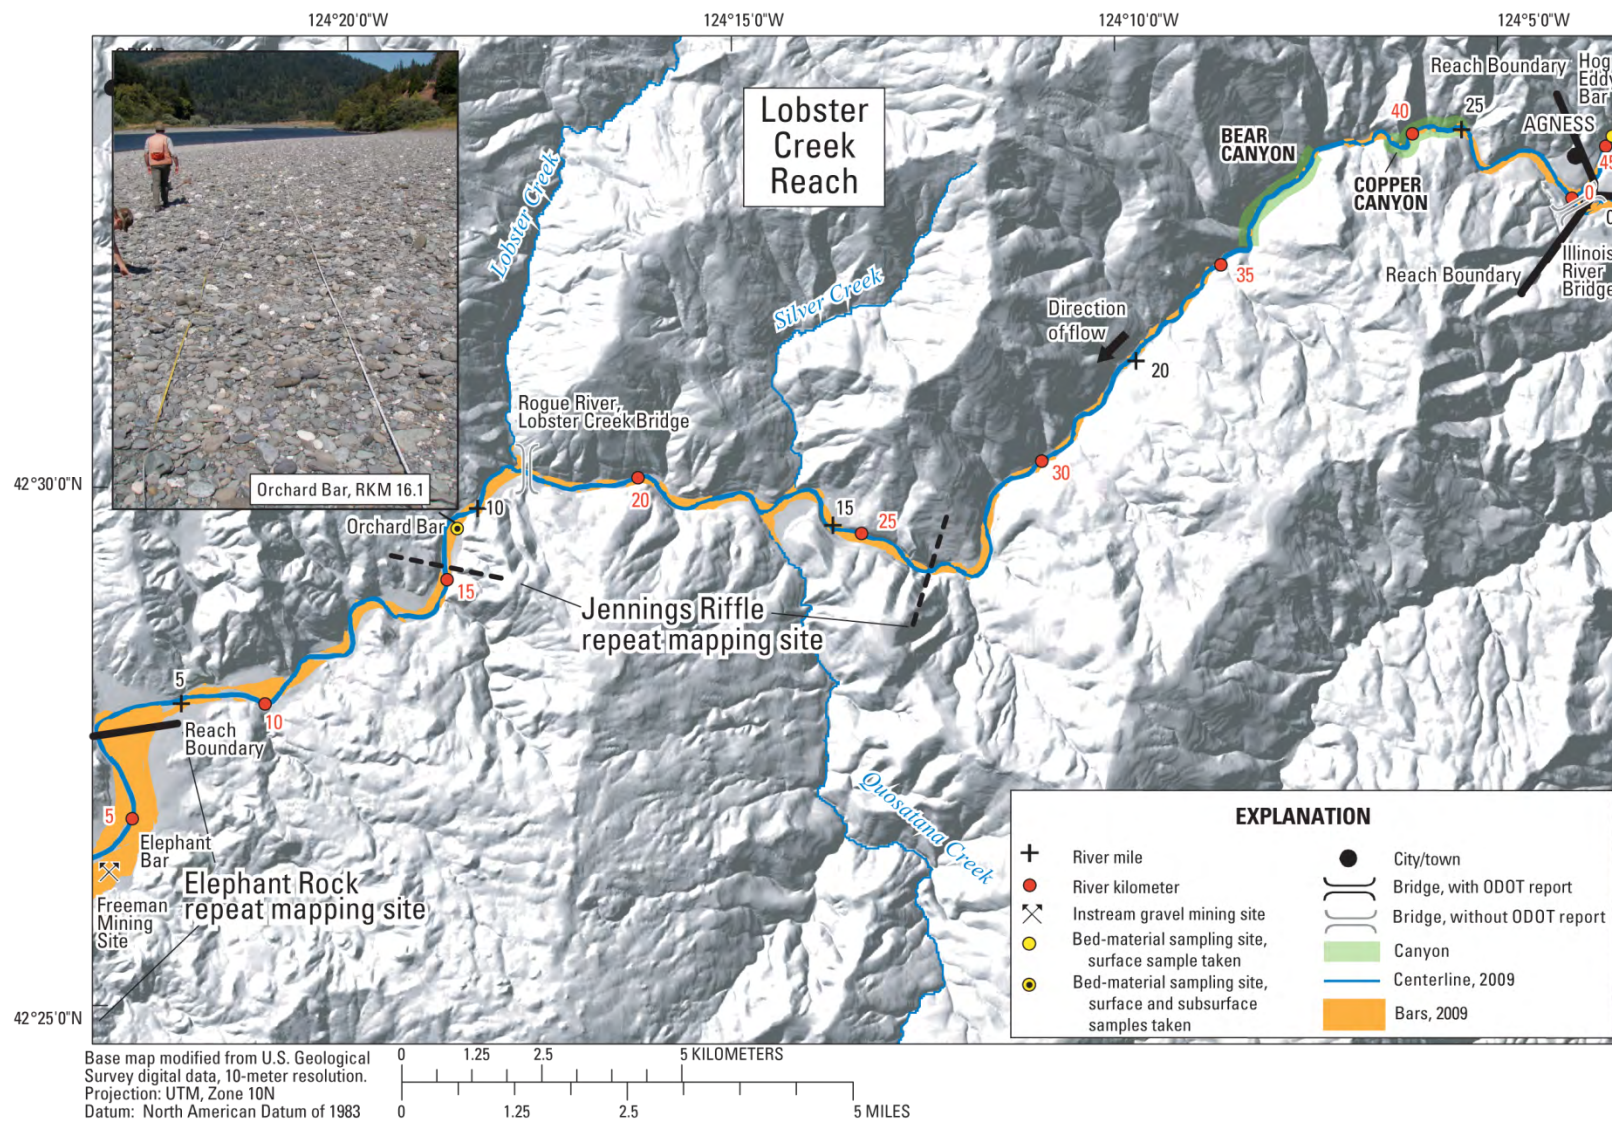 124°20'0"W
124°15'0"W
124°10'0"W
124°5'0"W
Lobster
Creek
Reach
Reach Boundary
AGNESS
BEAR
CANYON
40
25
COPPER
CANYON
45
0
Reach Boundary
Illinois
River
Bridge
35
Direction
of flow
20
30
Lobster Creek
Silver Creek
Rogue River,
Lobster Creek Bridge
Orchard Bar, RKM 16.1
42°30'0"N
10
Orchard Bar
20
15
25
15
Jennings Riffle
repeat mapping site
5
10
Reach
Boundary
5
Elephant
Bar
Elephant Rock
repeat mapping site
Freeman
Mining
Site
Quosatana Creek
42°25'0"N
EXPLANATION
River mile
River kilometer
Instream gravel mining site
Bed-material sampling site,
surface sample taken
Bed-material sampling site,
surface and subsurface
samples taken
City/town
Bridge, with ODOT report
Bridge, without ODOT report
Canyon
Centerline, 2009
Bars, 2009
Base map modified from U.S. Geological
Survey digital data, 10-meter resolution.
Projection: UTM, Zone 10N
Datum: North American Datum of 1983
0 1.25 2.5 5 KILOMETERS
0 1.25 2.5 5 MILES